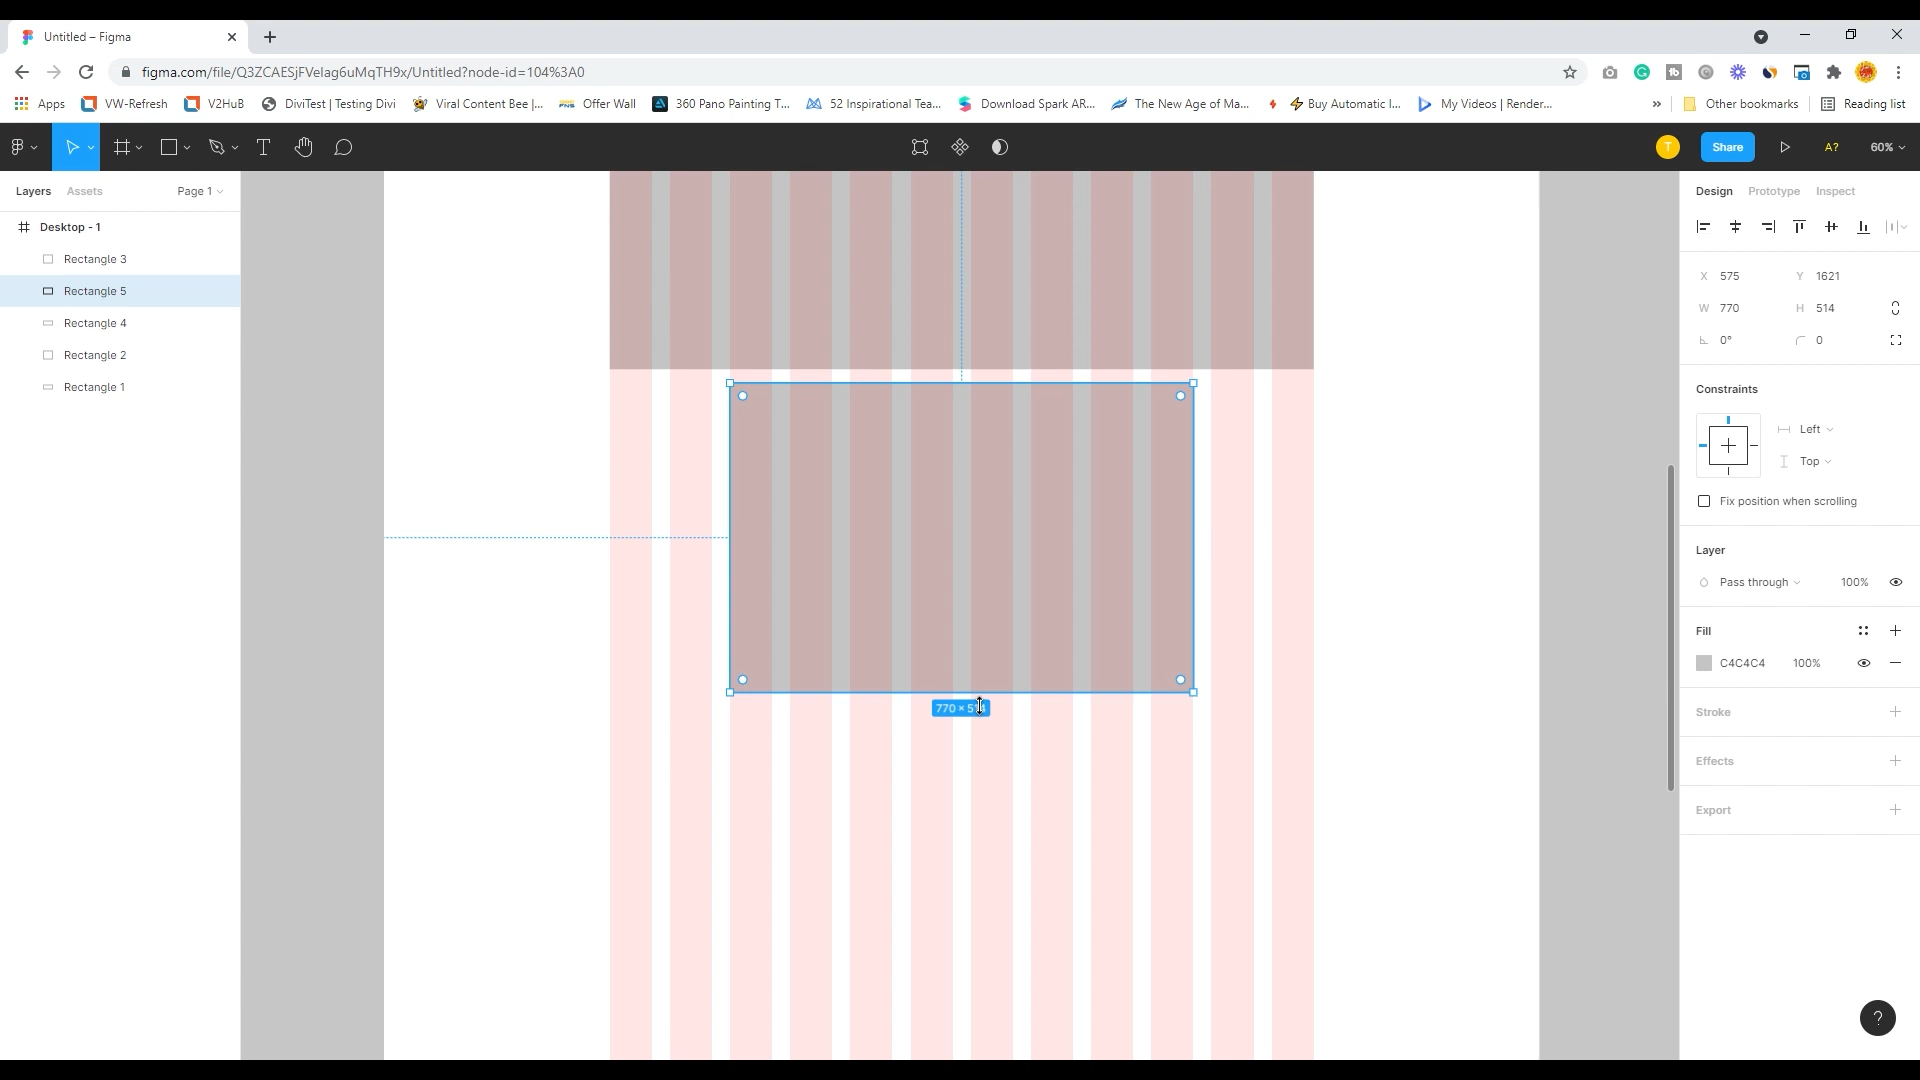 Untitled – Figma
figma.com/file/Q3ZCAESjFVelag6uMqTH9x/Untitled?node-id=104%3A0
Apps VW-Refresh V2HuB DiviTest | Testing Divi Viral Content Bee |... Offer Wall 360 Pano Painting T... 52 Inspirational Tea... Download Spark AR... The New Age of Ma... Buy Automatic I... My Videos | Render... » Other bookmarks Reading list
T Share A? 60%
Layers Assets Page 1
Desktop - 1
Rectangle 3
Rectangle 5
Rectangle 4
Rectangle 2
Rectangle 1
770 × 514
Design Prototype Inspect
X 575 Y 1621
W 770 H 514
0° 0
Constraints
Left
Top
Fix position when scrolling
Layer
Pass through 100%
Fill
C4C4C4 100%
Stroke
Effects
Export
?